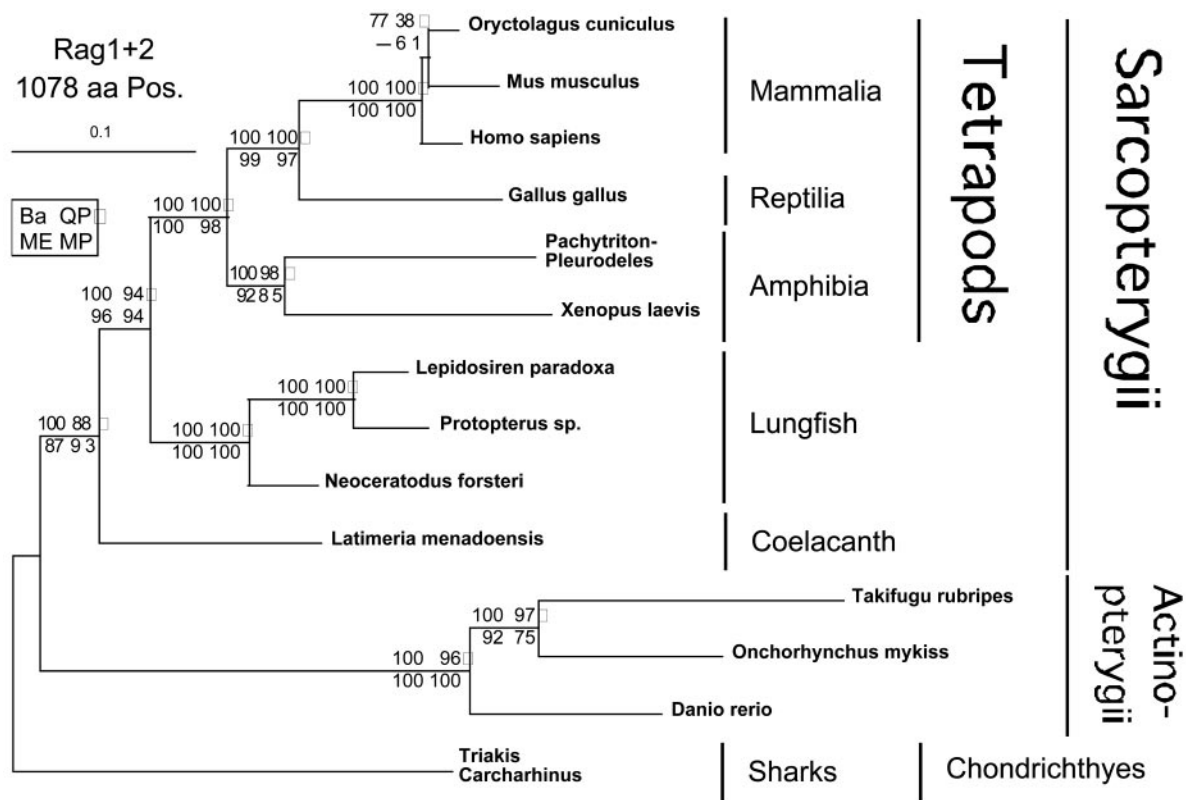 Rag1+2
1078 aa Pos.
0.1
Ba QP
ME MP
77 38
– 6 1
Oryctolagus cuniculus
Mus musculus
100 100
100 100
Homo sapiens
100 100
99 97
Gallus gallus
100 100
100 98
Pachytriton-
Pleurodeles
100 98
92 8 5
Xenopus laevis
100 94
96 94
Lepidosiren paradoxa
100 100
100 100
Protopterus sp.
100 100
100 100
Neoceratodus forsteri
100 88
87 9 3
Latimeria menadoensis
Takifugu rubripes
100 97
92 75
Onchorhynchus mykiss
100 96
100 100
Danio rerio
Triakis
Carcharhinus
Mammalia
Reptilia
Amphibia
Lungfish
Coelacanth
Sharks
Tetrapods
Sarcopterygii
Actino-
pterygii
Chondrichthyes